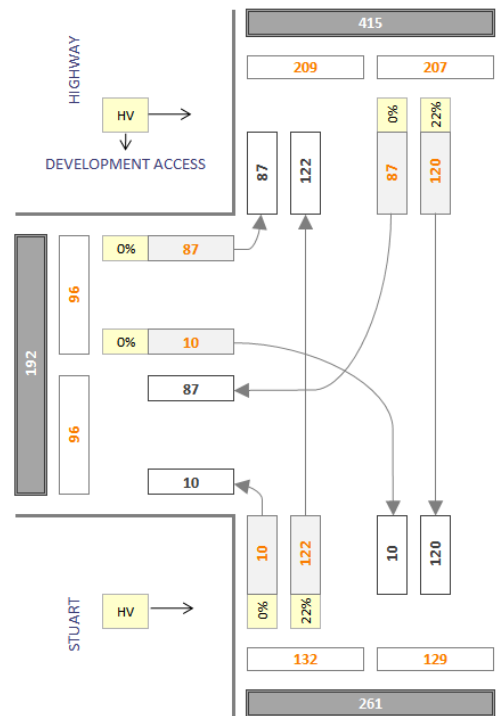 415
209 207
HIGHWAY
HV
0% 22%
87 122 87 120
DEVELOPMENT ACCESS
192
96
0% 87
0% 10
96
87
10
STUART
HV
10 122 10 120
0% 22%
132 129
261